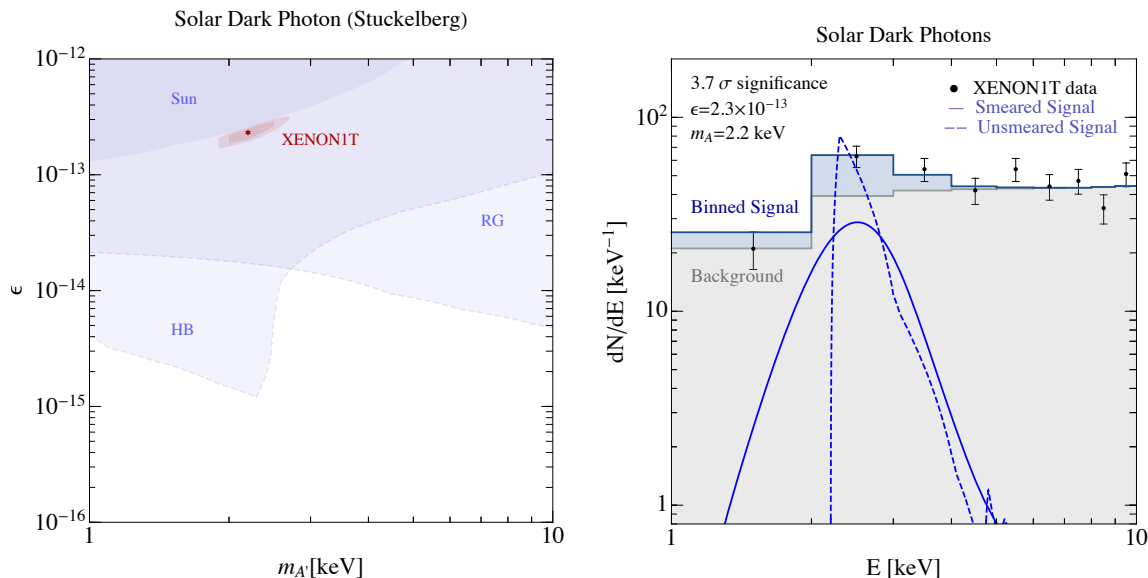 Solar Dark Photon (Stuckelberg)
10⁻¹²
10⁻¹³
10⁻¹⁴
10⁻¹⁵
10⁻¹⁶
ϵ
Sun
XENON1T
RG
HB
1
10
m_A'[keV]
Solar Dark Photons
3.7 σ significance
ϵ=2.3×10⁻¹³
m_A=2.2 keV
XENON1T data
Smeared Signal
Unsmeared Signal
Binned Signal
Background
10²
10
1
dN/dE [keV⁻¹]
1
10
E [keV]